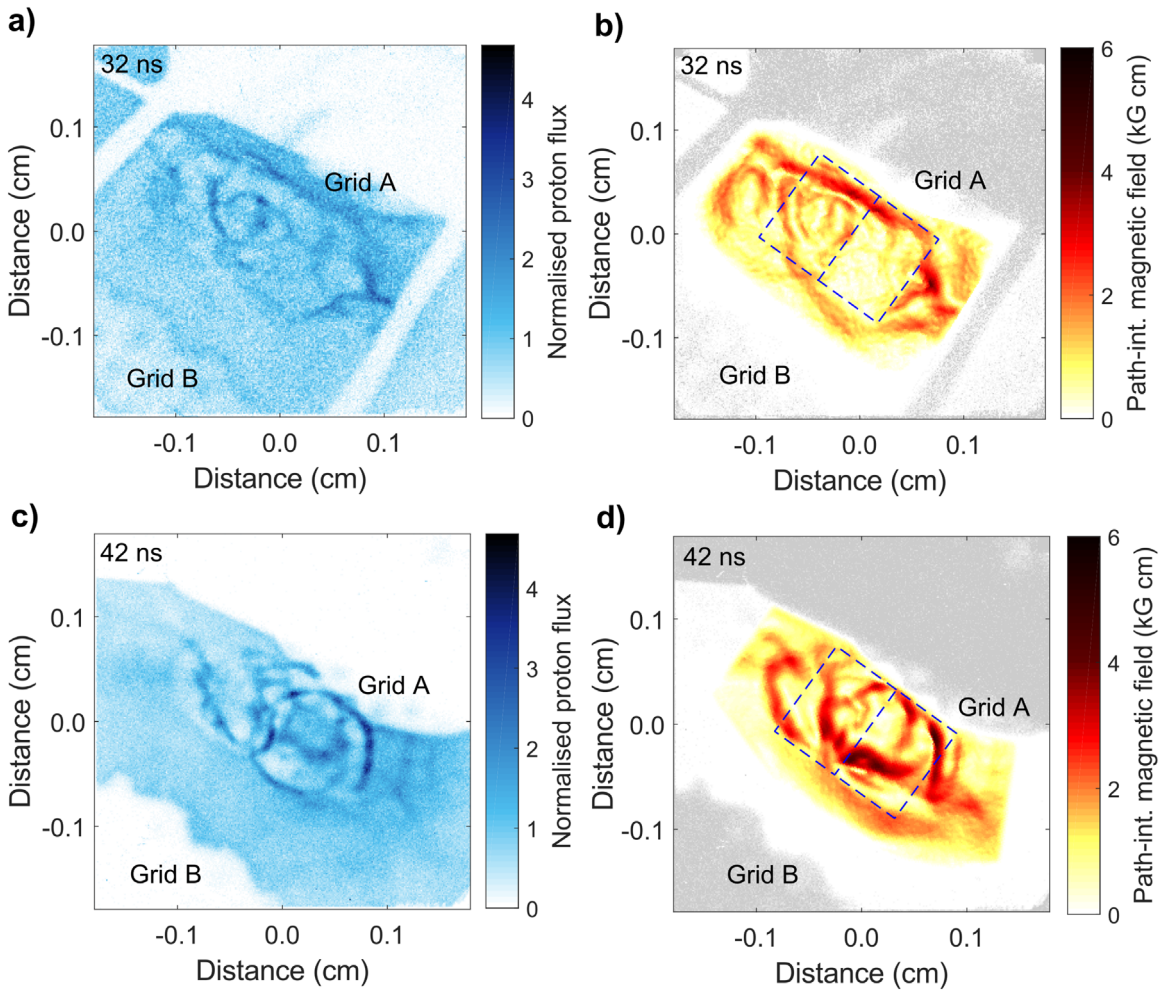 a)
32 ns
Grid A
Grid B
0.1
0.0
-0.1
-0.1
0.0
0.1
Distance (cm)
Distance (cm)
4
3
2
1
0
Normalised proton flux
b)
32 ns
Grid A
Grid B
0.1
0.0
-0.1
-0.1
0.0
0.1
Distance (cm)
Distance (cm)
6
4
2
0
Path-int. magnetic field (kG cm)
c)
42 ns
Grid A
Grid B
0.1
0.0
-0.1
-0.1
0.0
0.1
Distance (cm)
Distance (cm)
4
3
2
1
0
Normalised proton flux
d)
42 ns
Grid A
Grid B
0.1
0.0
-0.1
-0.1
0.0
0.1
Distance (cm)
Distance (cm)
6
4
2
0
Path-int. magnetic field (kG cm)